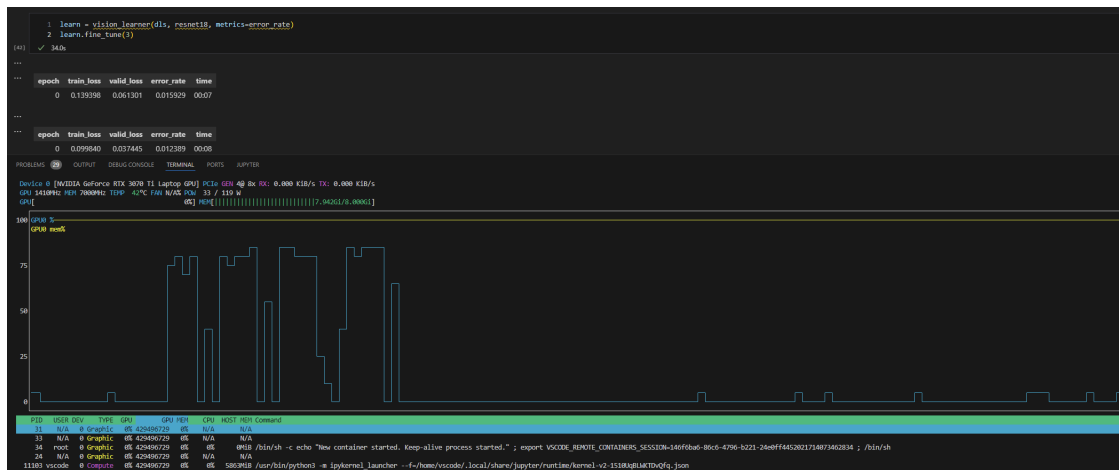 1 learn = vision_learner(dls, resnet18, metrics=error_rate)
2 learn.fine_tune(3)
[42] ✓ 34.0s
...
...
epoch train_loss valid_loss error_rate time
0 0.139398 0.061301 0.015929 00:07
...
...
epoch train_loss valid_loss error_rate time
0 0.099840 0.037445 0.012389 00:08
PROBLEMS 29 OUTPUT DEBUG CONSOLE TERMINAL PORTS JUPYTER
Device 0 [NVIDIA GeForce RTX 3070 Ti Laptop GPU] PCIe GEN 4@ 8x RX: 0.000 KiB/s TX: 0.000 KiB/s
GPU 1410MHz MEM 7000MHz TEMP 42°C FAN N/A% POW 33 / 119 W
GPU[ 0%] MEM[||||||||||||||||||||||||||7.942Gi/8.000Gi]
100 GPU0 %
GPU0 mem%
75
50
25
0
PID USER DEV TYPE GPU GPU MEM CPU HOST MEM Command
31 N/A 0 Graphic 0% 429496729 0% N/A N/A
33 N/A 0 Graphic 0% 429496729 0% N/A N/A
34 root 0 Graphic 0% 429496729 0% 0% 0MiB /bin/sh -c echo "New container started. Keep-alive process started." ; export VSCODE_REMOTE_CONTAINERS_SESSION=146f6ba6-86c6-4796-b221-24e0ff4452021714073462834 ; /bin/sh
24 N/A 0 Graphic 0% 429496729 0% N/A N/A
11103 vscode 0 Compute 0% 429496729 0% 0% 5863MiB /usr/bin/python3 -m ipykernel_launcher --f=/home/vscode/.local/share/jupyter/runtime/kernel-v2-1510UqBLWKTDvQfq.json